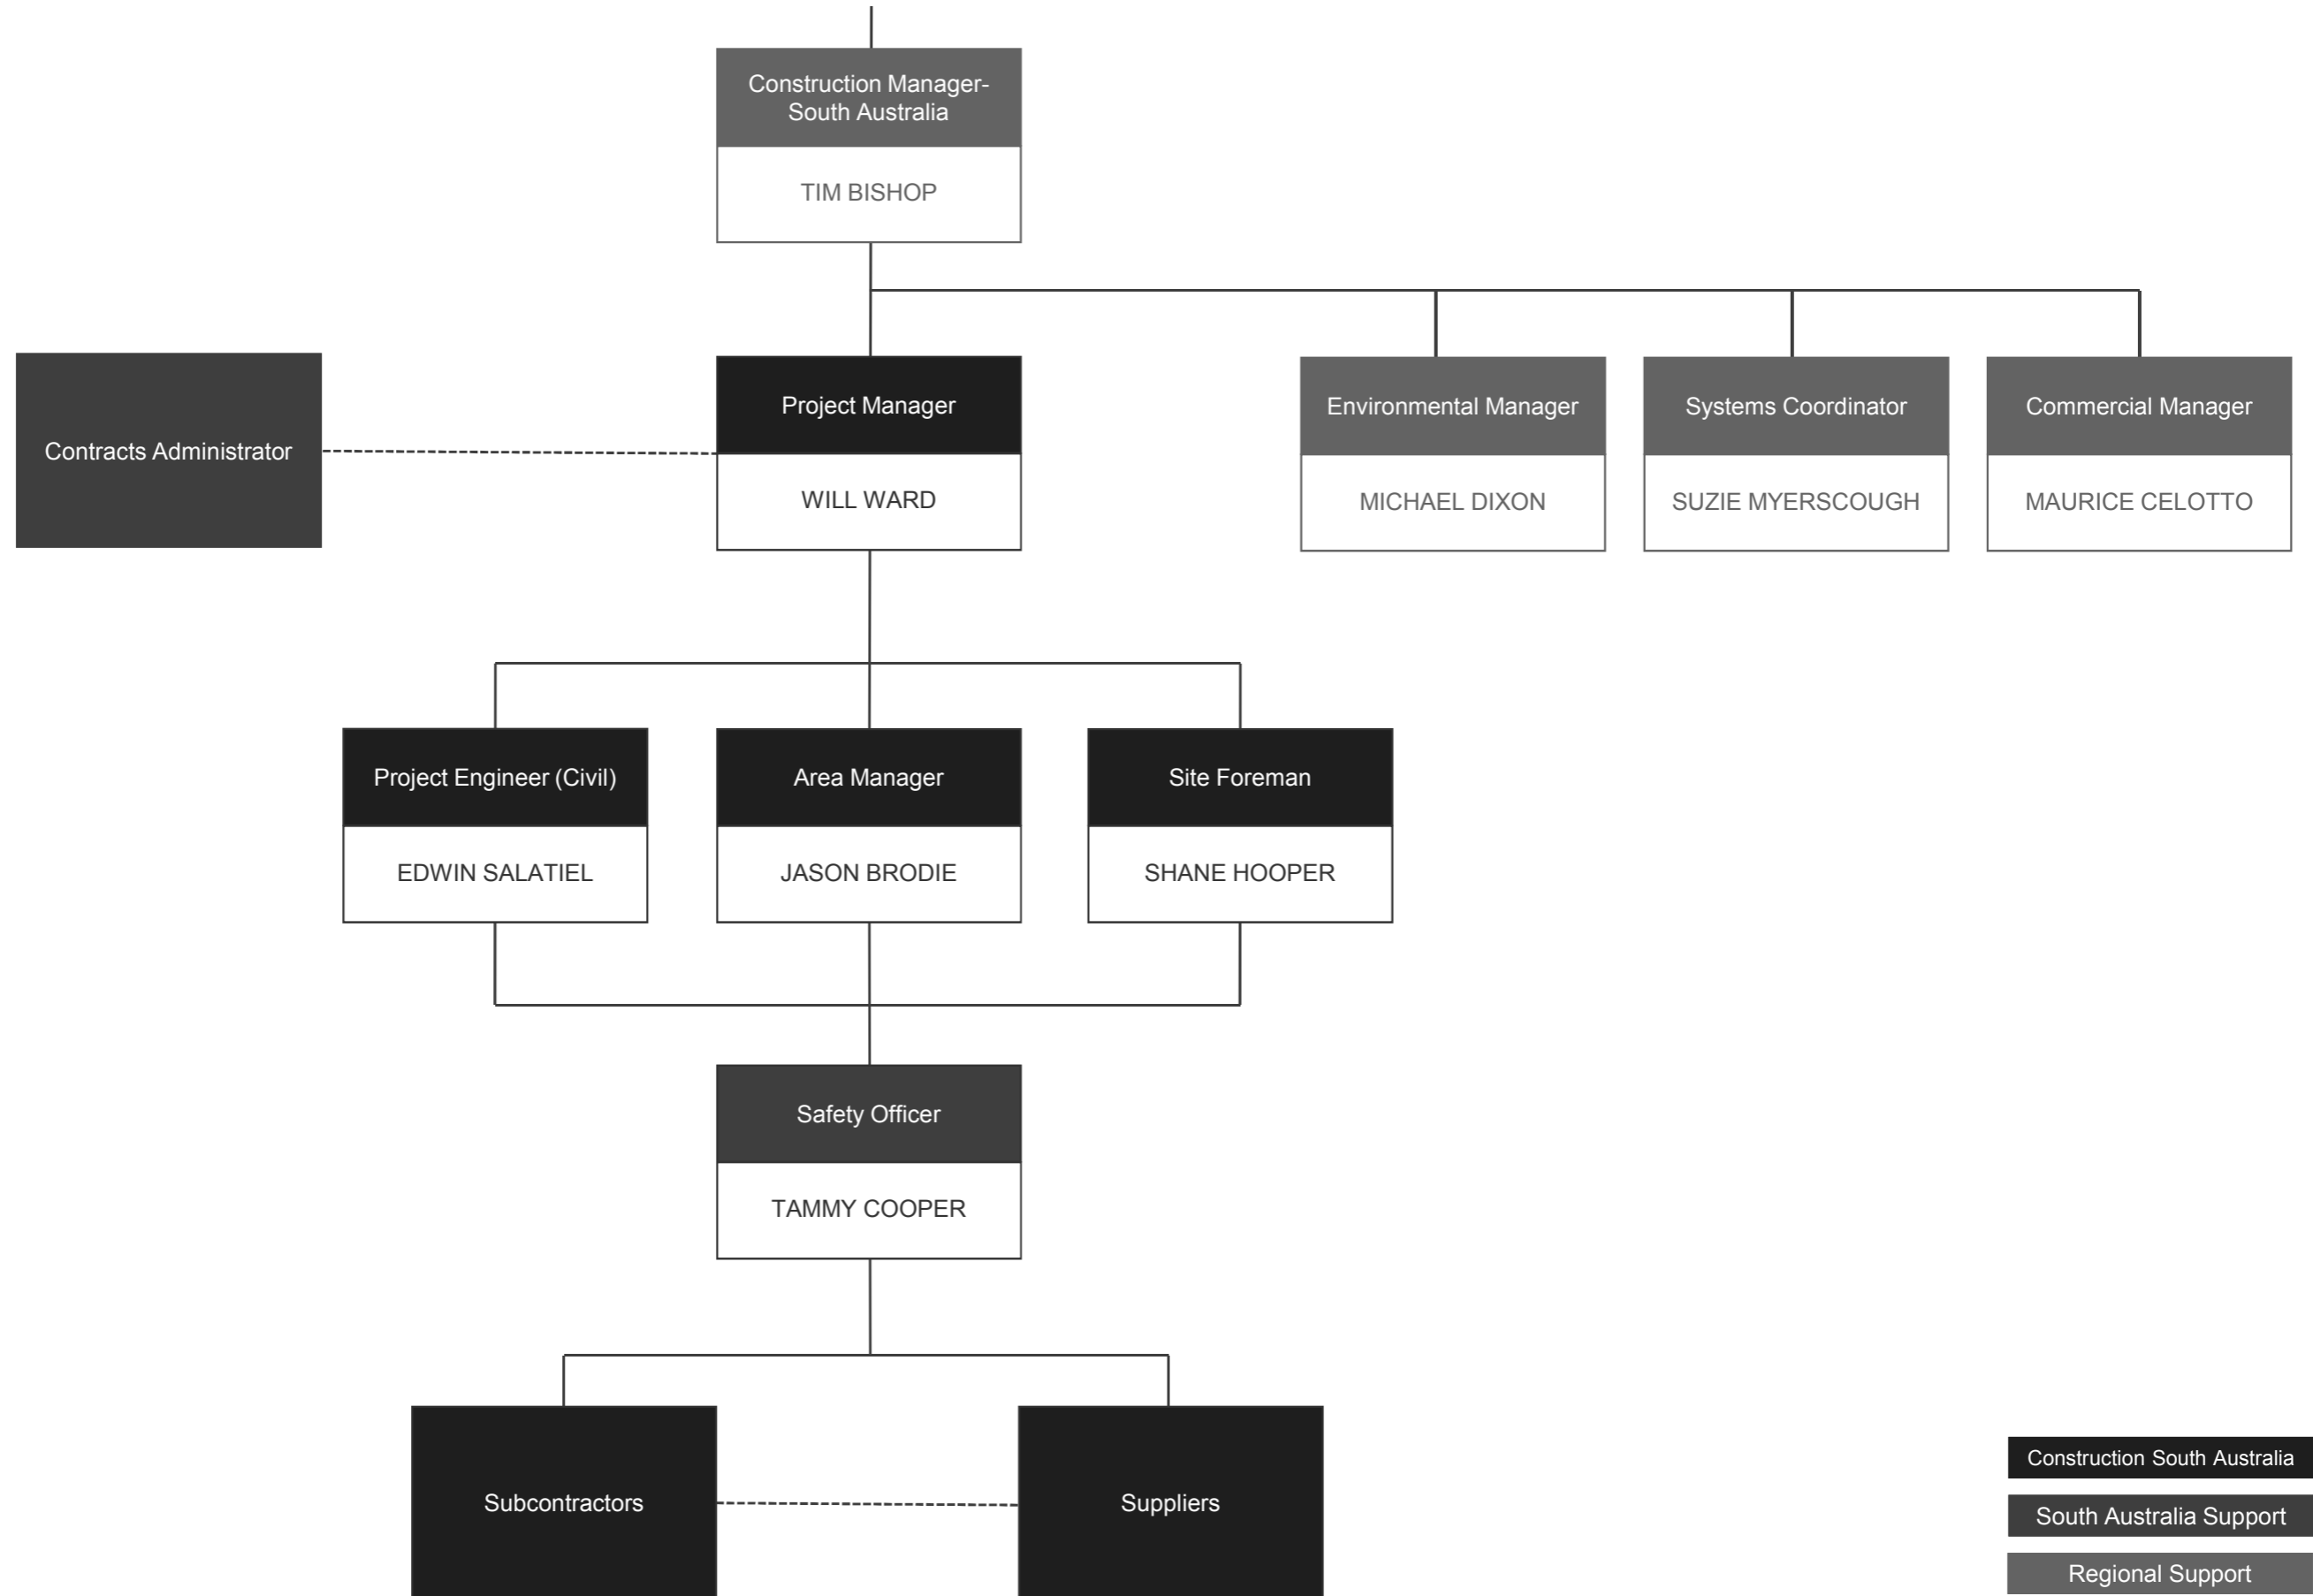 Construction Manager-
South Australia
TIM BISHOP
Contracts Administrator
Project Manager
WILL WARD
Environmental Manager
MICHAEL DIXON
Systems Coordinator
SUZIE MYERSCOUGH
Commercial Manager
MAURICE CELOTTO
Project Engineer (Civil)
EDWIN SALATIEL
Area Manager
JASON BRODIE
Site Foreman
SHANE HOOPER
Safety Officer
TAMMY COOPER
Subcontractors
Suppliers
Construction South Australia
South Australia Support
Regional Support